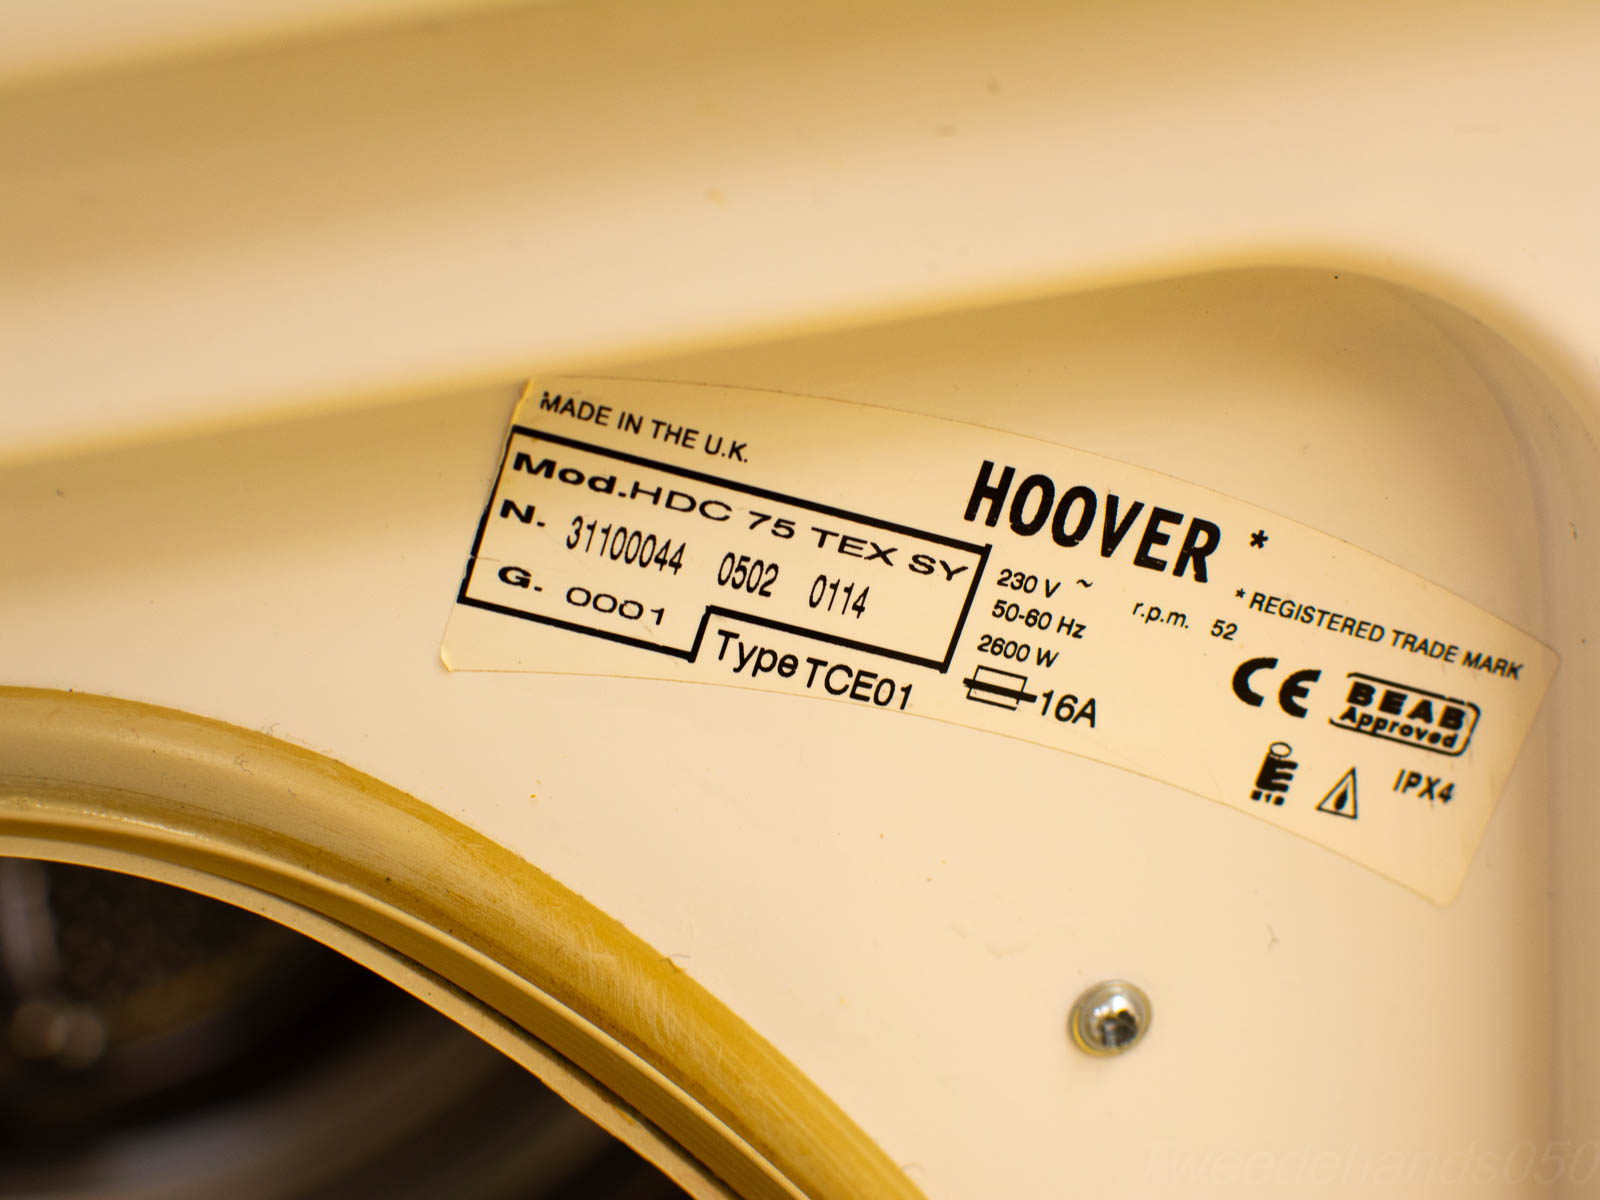 MADE IN THE U.K.
Mod.HDC 75 TEX SY
N. 31100044 0502 0114
G. 0001
Type TCE01
HOOVER *
* REGISTERED TRADE MARK
230 V ~
r.p.m. 52
50-60 Hz
2600 W
16A
CE
BEAB
Approved
IPX4
Tweedehands050